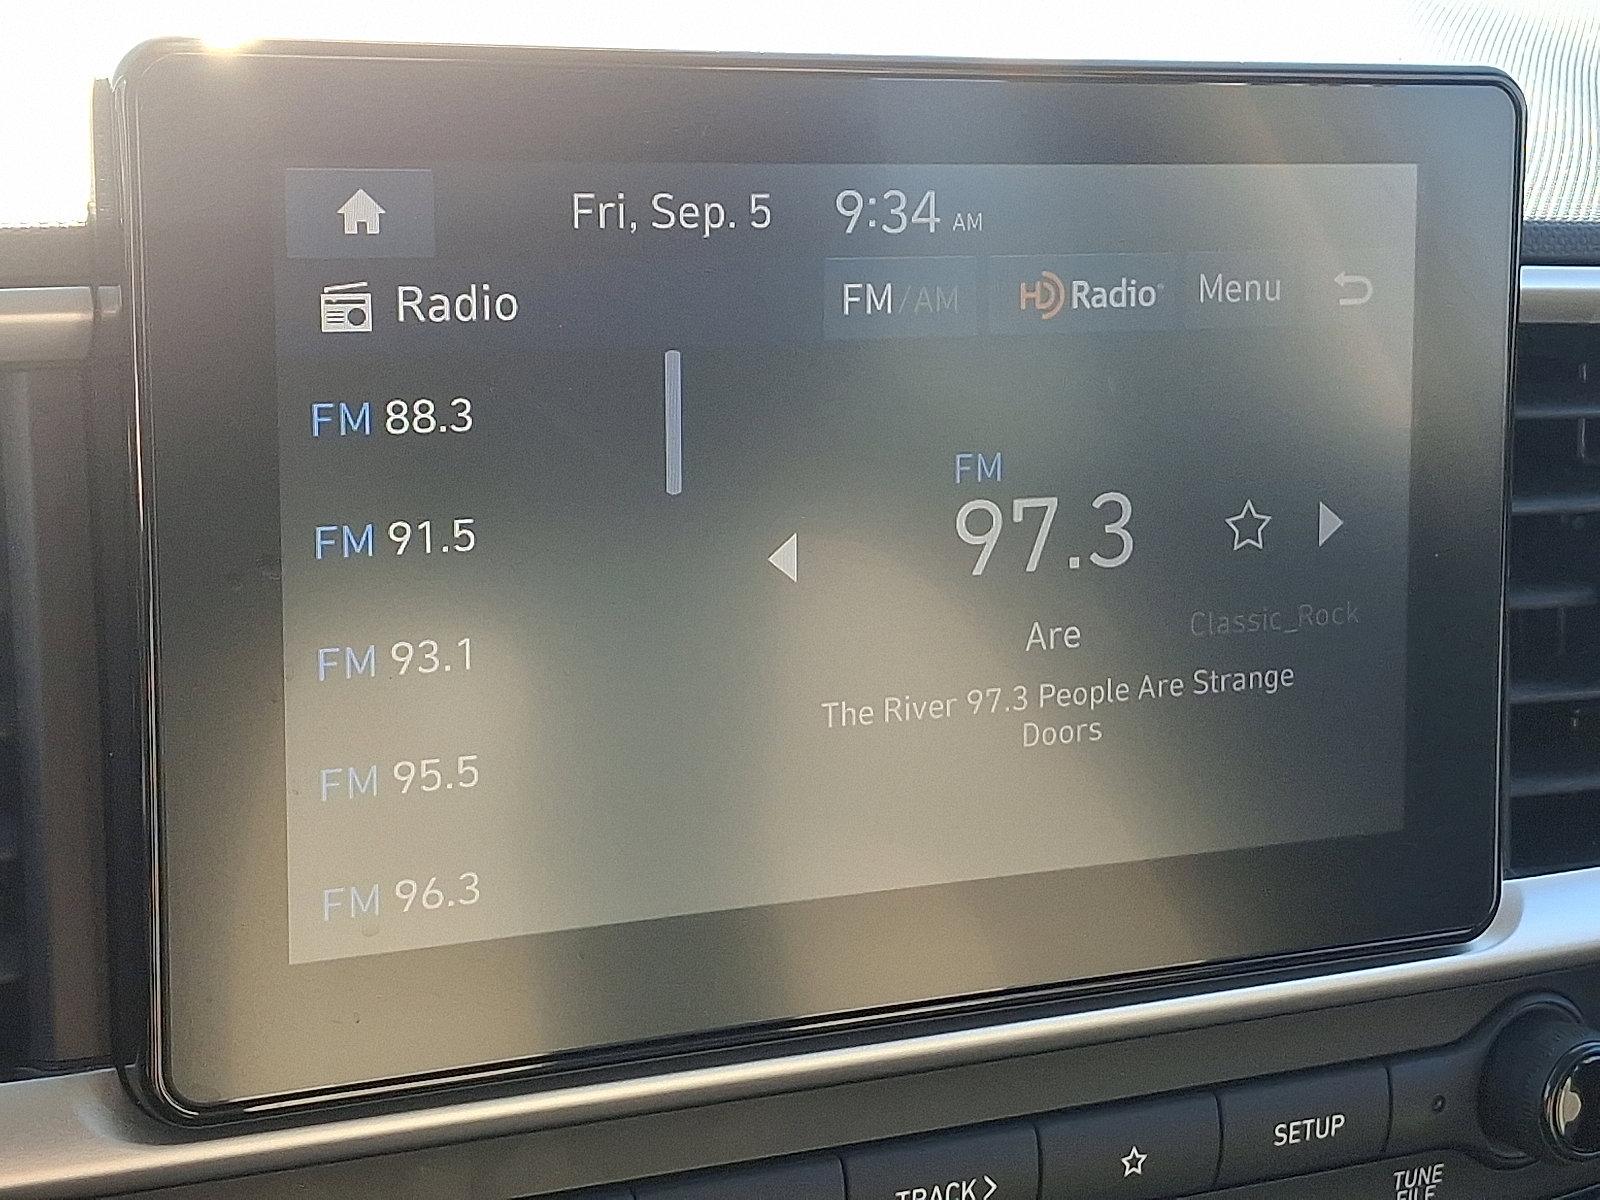 Fri, Sep. 5 9:34 AM
Radio FM/AM HD Radio Menu
FM 88.3
FM 91.5
FM 93.1
FM 95.5
FM 96.3
FM
97.3
Classic_Rock
Are
The River 97.3 People Are Strange
Doors
TRACK
SETUP
TUNE
FILE